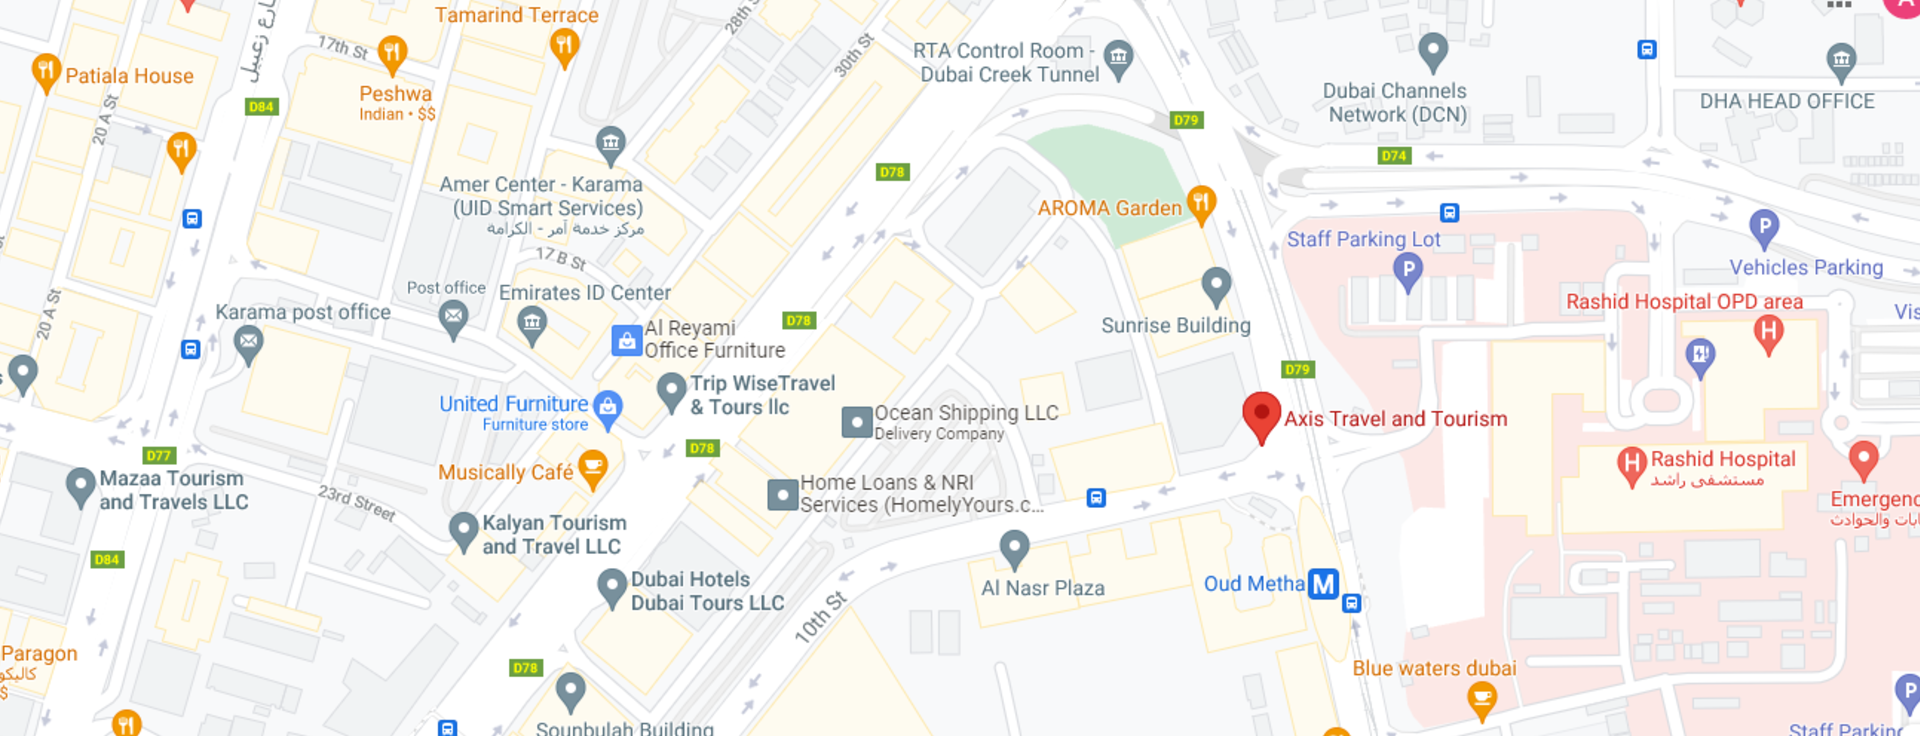 Tamarind Terrace
28th S
17th St
شارع زعبيل
30th St
RTA Control Room -
Dubai Creek Tunnel
Patiala House
Peshwa
Indian • $$
Dubai Channels
Network (DCN)
DHA HEAD OFFICE
20 A St
D84
D79
D74
D78
Amer Center - Karama
(UID Smart Services)
مركز خدمة آمر - الكرامة
AROMA Garden
Staff Parking Lot
P
P
Vehicles Parking
17 B St
Post office
Emirates ID Center
Karama post office
20 A St
Rashid Hospital OPD area
H
Vis
D78
Al Reyami
Office Furniture
Sunrise Building
D79
Trip WiseTravel
& Tours llc
United Furniture
Furniture store
Ocean Shipping LLC
Delivery Company
Axis Travel and Tourism
s
D77
D78
Musically Café
Mazaa Tourism
and Travels LLC
23rd Street
Home Loans & NRI
Services (HomelyYours.c...
H
Rashid Hospital
مستشفى راشد
Emergenc
ابات والحوادث
Kalyan Tourism
and Travel LLC
D84
Dubai Hotels
Dubai Tours LLC
Al Nasr Plaza
Oud Metha
M
10th St
Paragon
كاليكو
$
D78
Blue waters dubai
P
Sounbulah Building
Staff Parking